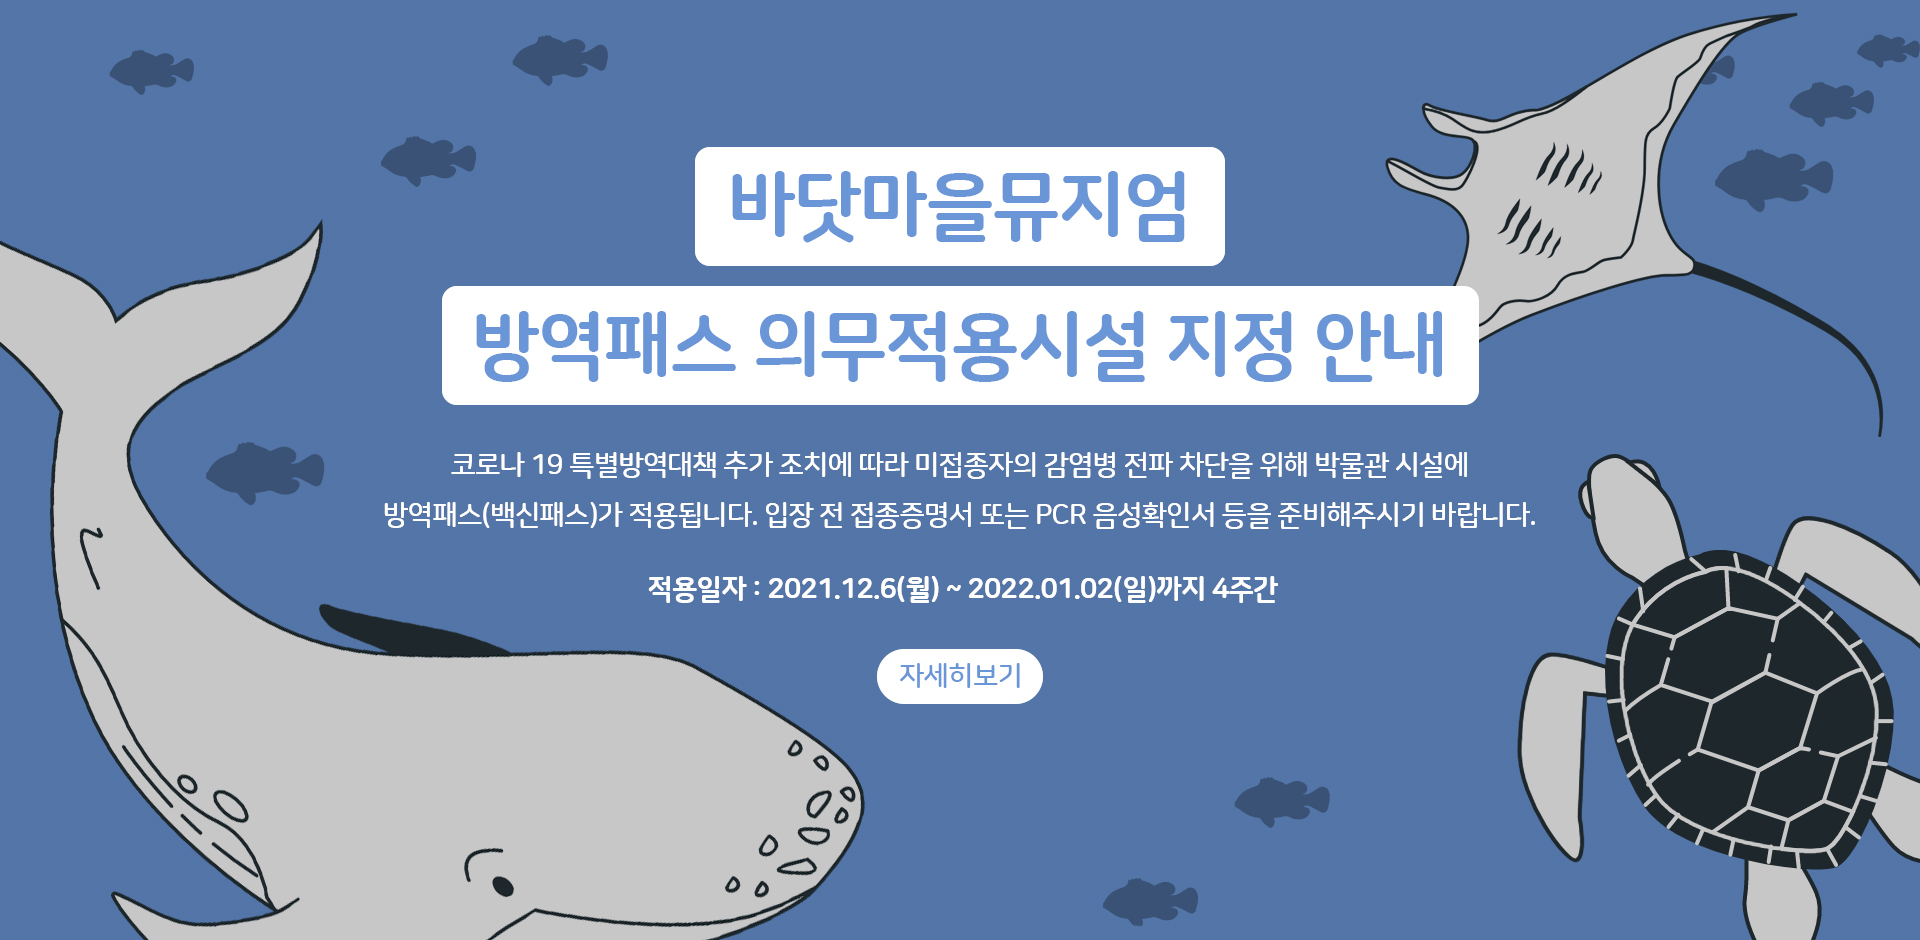 바닷마을뮤지엄
방역패스 의무적용시설 지정 안내
코로나 19 특별방역대책 추가 조치에 따라 미접종자의 감염병 전파 차단을 위해 박물관 시설에
방역패스(백신패스)가 적용됩니다. 입장 전 접종증명서 또는 PCR 음성확인서 등을 준비해주시기 바랍니다.
적용일자 : 2021.12.6(월) ~ 2022.01.02(일)까지 4주간
자세히보기